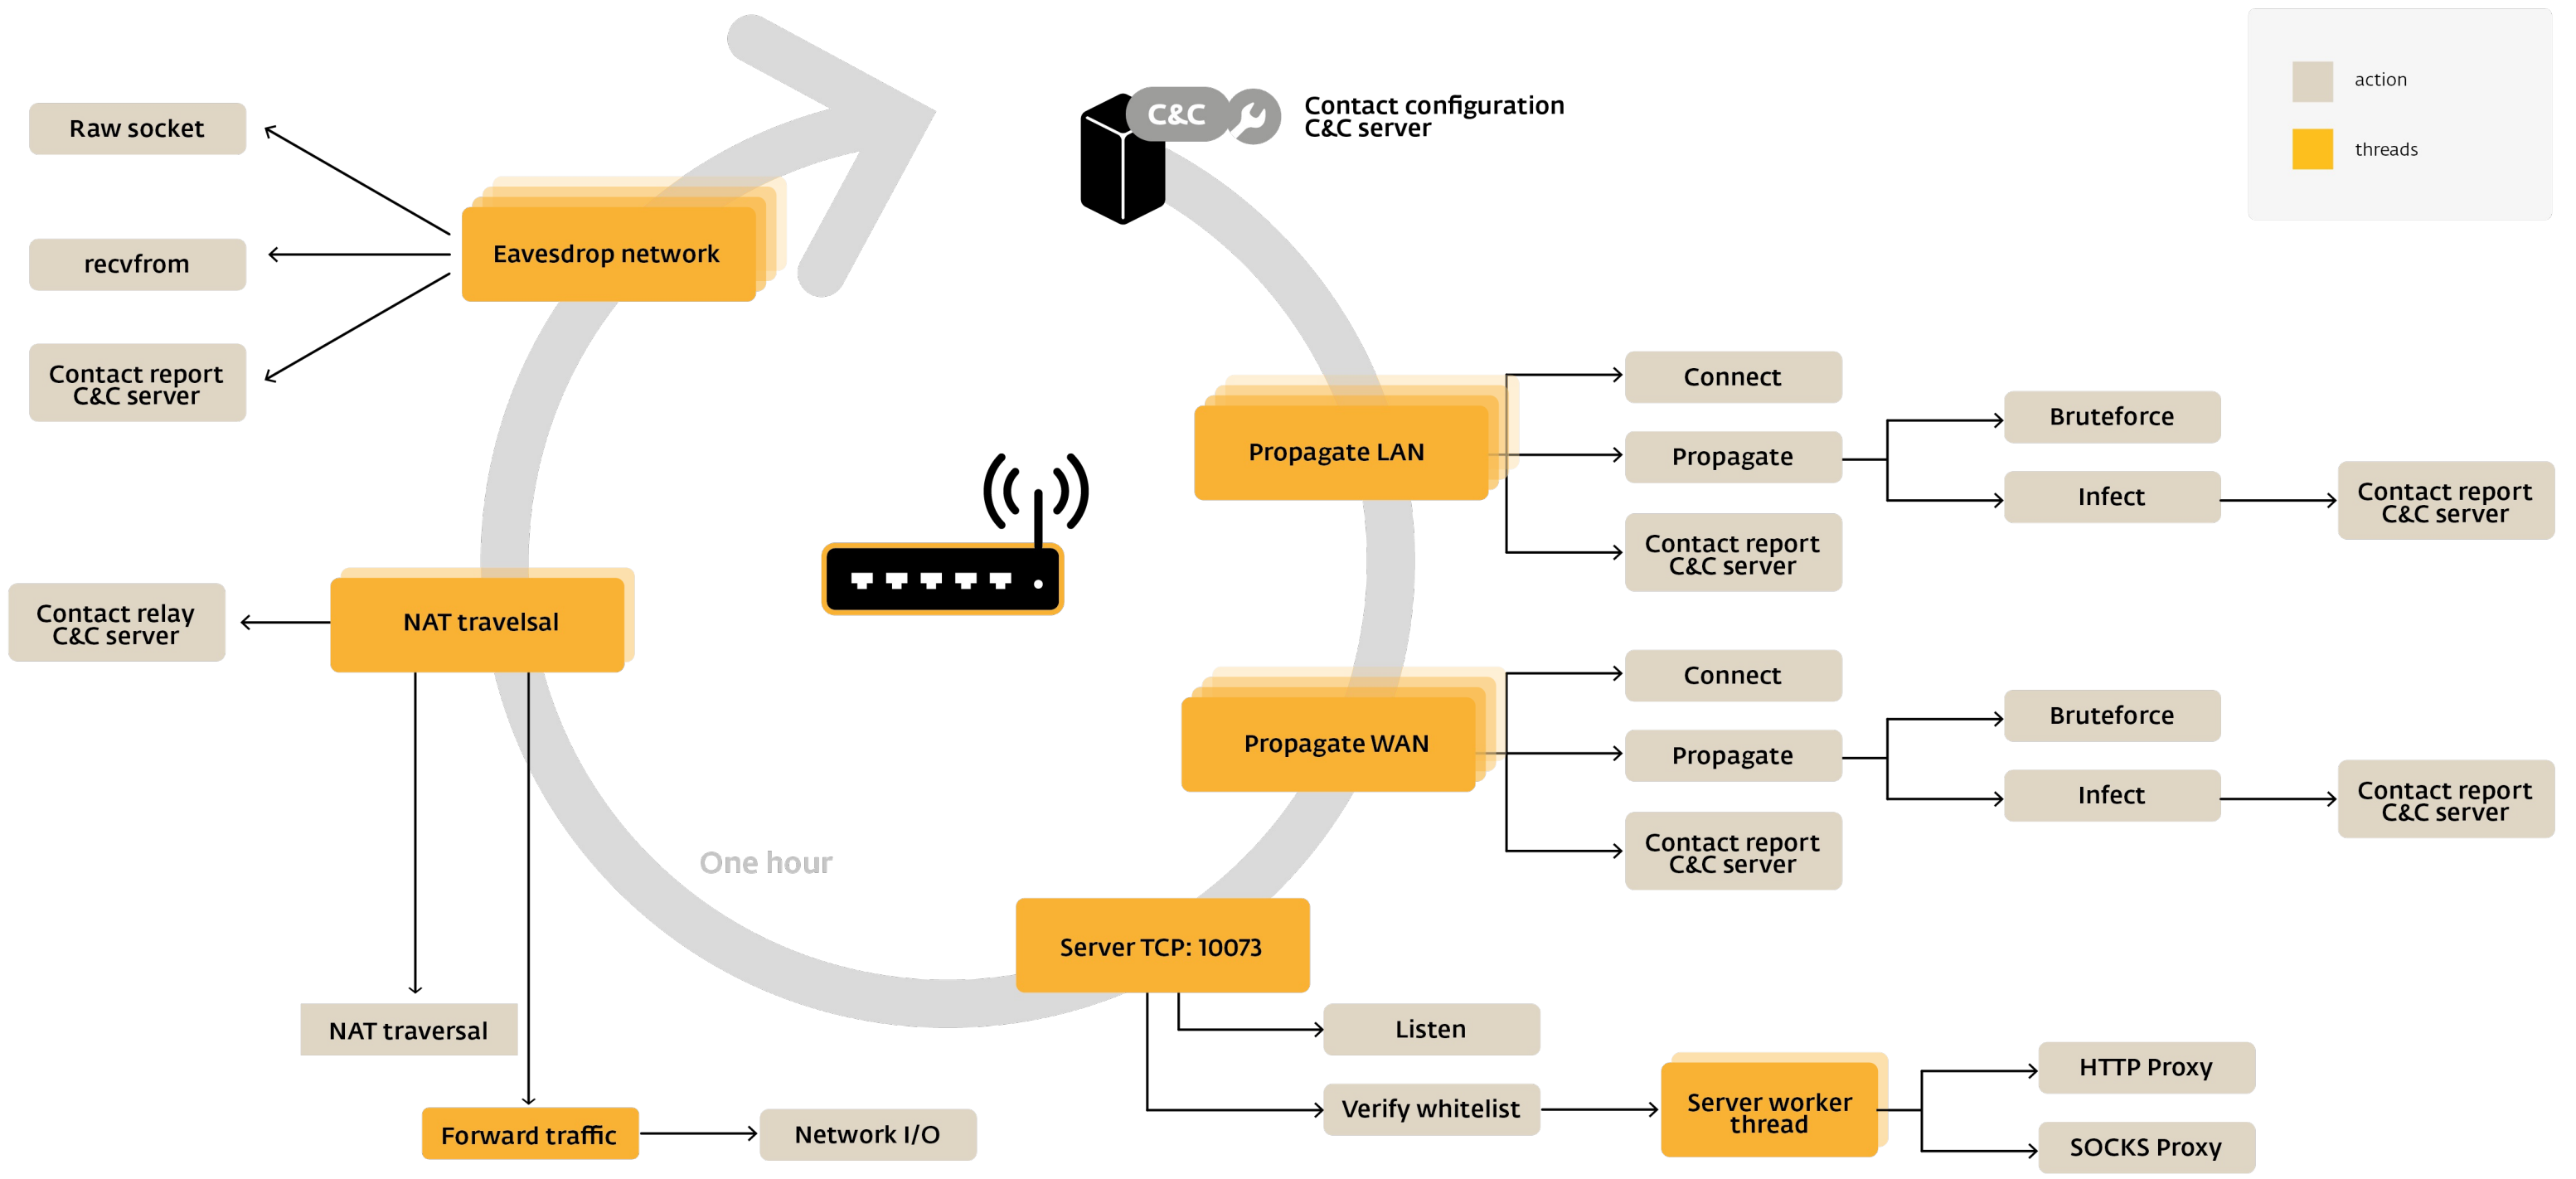 action
threads
C&C
Contact configuration
C&C server
Raw socket
recvfrom
Contact report
C&C server
Eavesdrop network
Propagate LAN
Connect
Propagate
Contact report
C&C server
Bruteforce
Infect
Contact report
C&C server
Contact relay
C&C server
NAT travelsal
Propagate WAN
Connect
Propagate
Contact report
C&C server
Bruteforce
Infect
Contact report
C&C server
One hour
Server TCP: 10073
Listen
Verify whitelist
Server worker
thread
HTTP Proxy
SOCKS Proxy
NAT traversal
Forward traffic
Network I/O